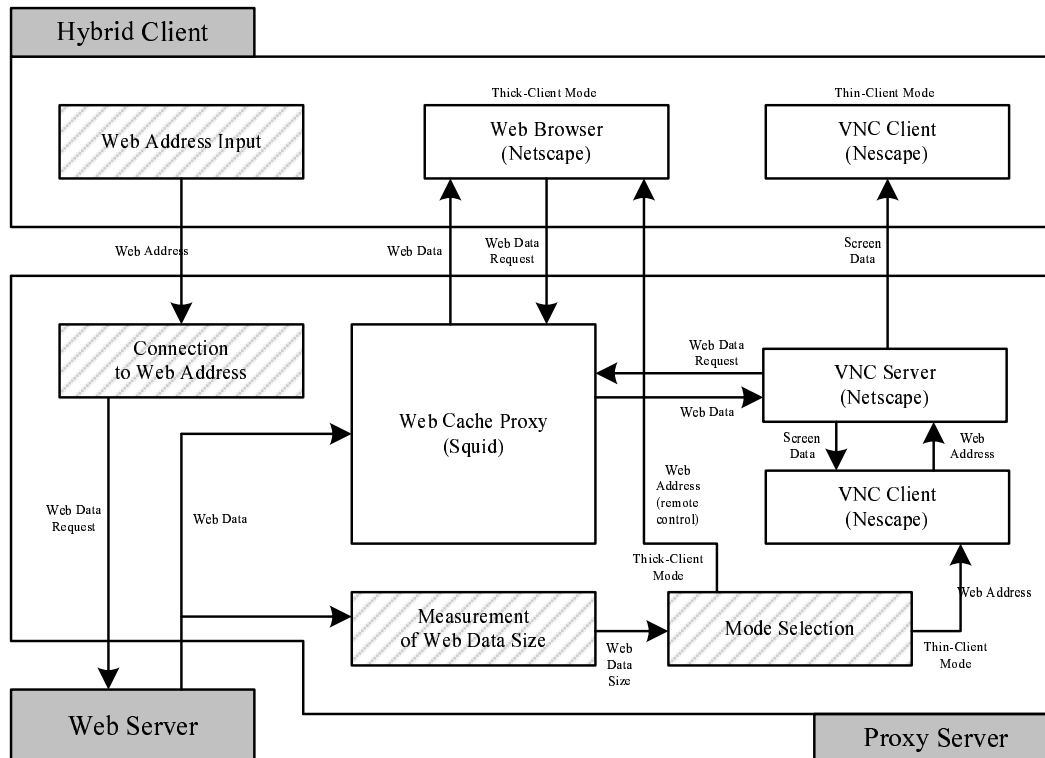 Hybrid Client
Thick-Client Mode
Thin-Client Mode
Web Address Input
Web Browser
(Netscape)
VNC Client
(Nescape)
Web Address
Web Data
Web Data
Request
Screen
Data
Connection
to Web Address
Web Cache Proxy
(Squid)
Web Data
Request
Web Data
VNC Server
(Netscape)
Screen
Data
Web
Address
VNC Client
(Nescape)
Web
Address
(remote
control)
Web Data
Request
Web Data
Thick-Client
Mode
Web Address
Measurement
of Web Data Size
Web
Data
Size
Mode Selection
Thin-Client
Mode
Web Server
Proxy Server